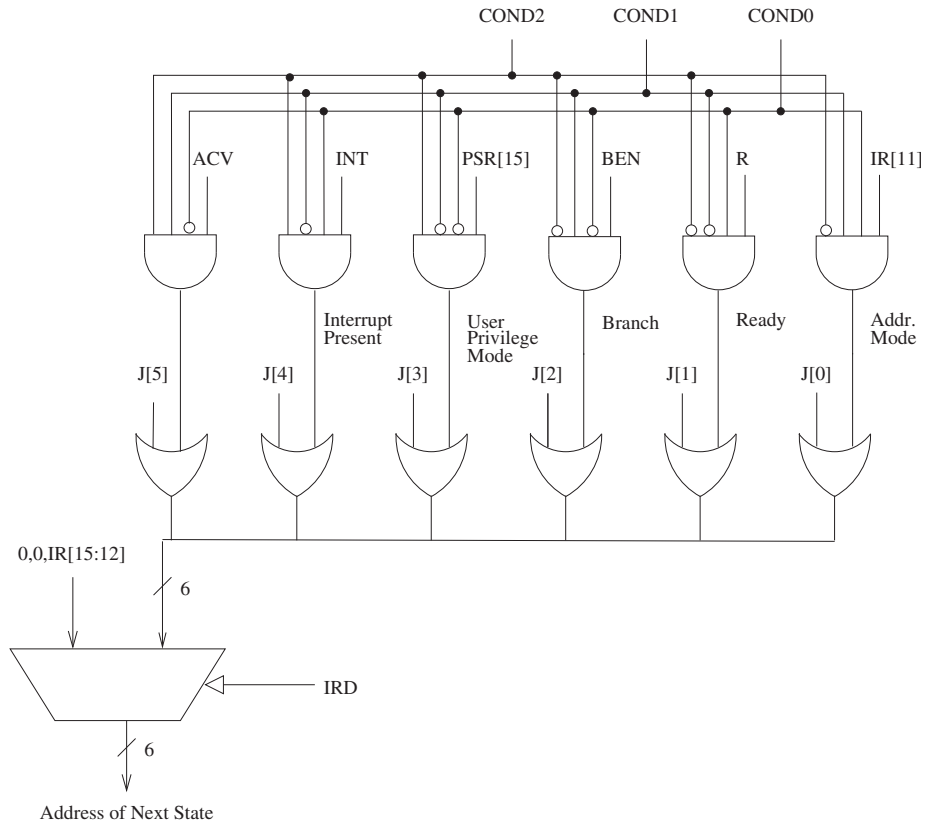 COND2 COND1 COND0
ACV INT PSR[15] BEN R IR[11]
Interrupt
Present
User
Privilege
Mode
Branch
Ready
Addr.
Mode
J[5] J[4] J[3] J[2] J[1] J[0]
0,0,IR[15:12]
6
IRD
6
Address of Next State